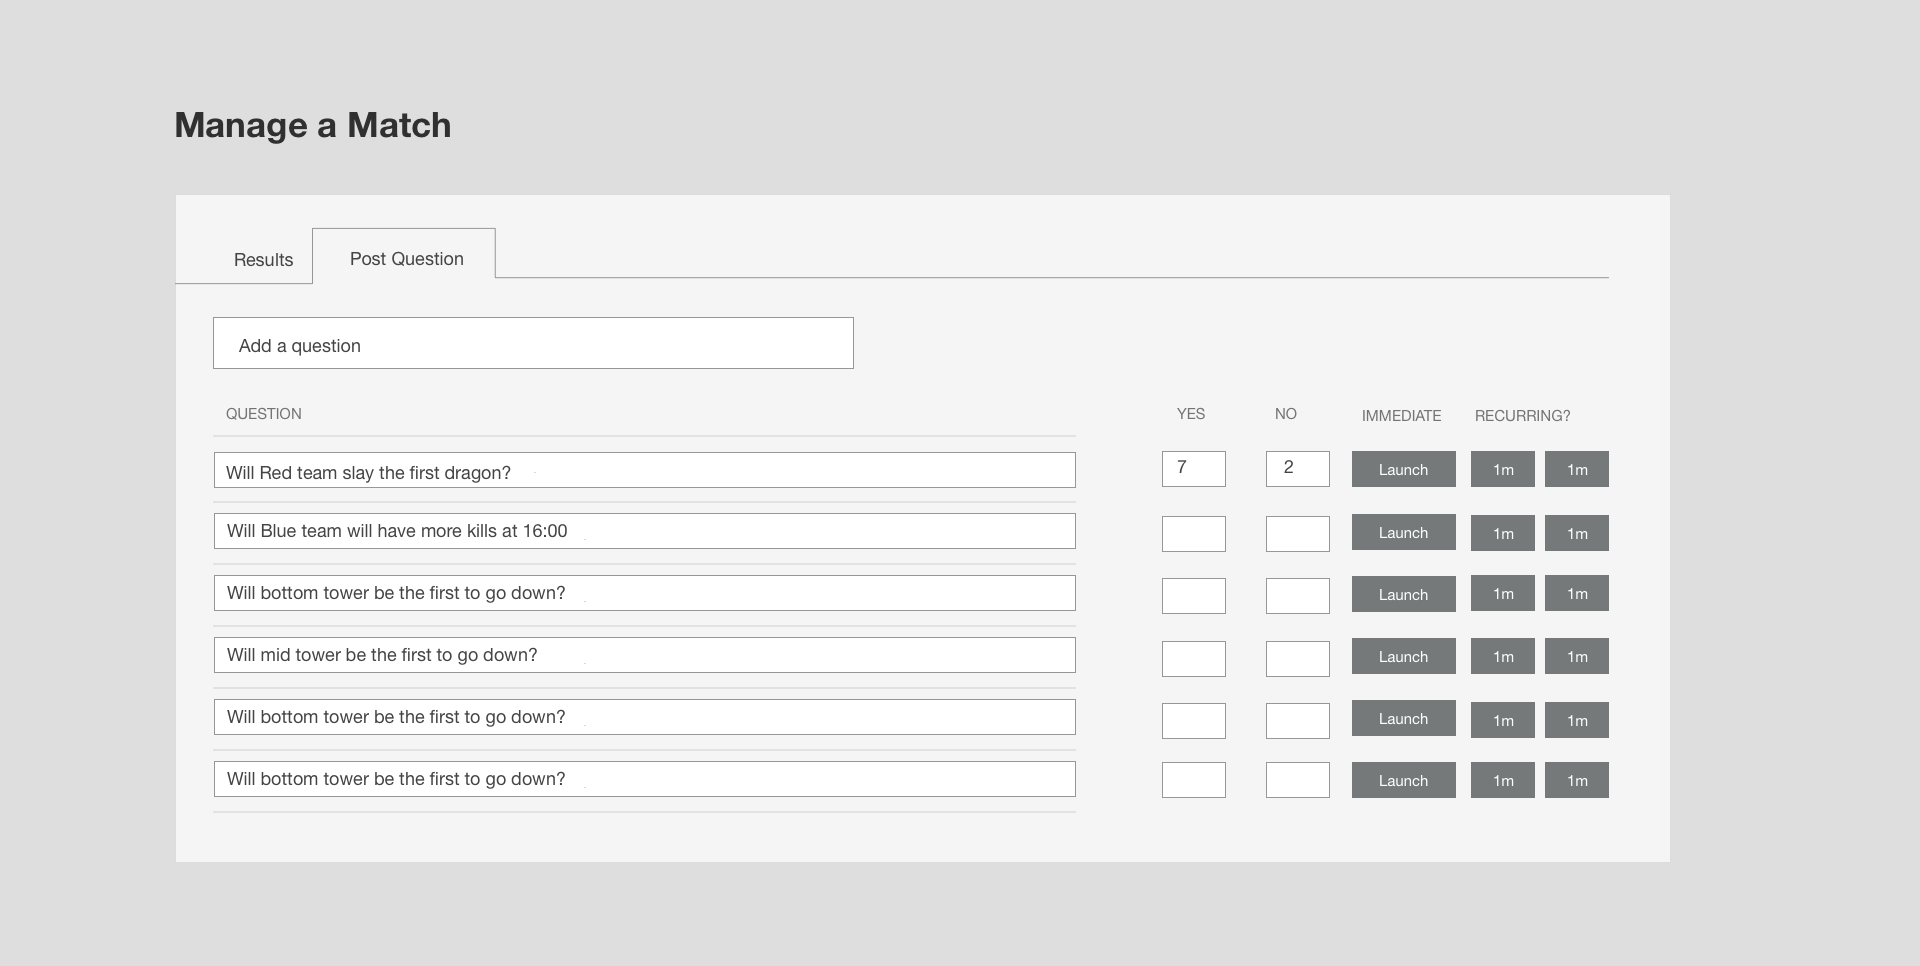 Manage a Match
Results Post Question
Add a question
QUESTION YES NO IMMEDIATE RECURRING?
Will Red team slay the first dragon? 7 2 Launch 1m 1m
Will Blue team will have more kills at 16:00 Launch 1m 1m
Will bottom tower be the first to go down? Launch 1m 1m
Will mid tower be the first to go down? Launch 1m 1m
Will bottom tower be the first to go down? Launch 1m 1m
Will bottom tower be the first to go down? Launch 1m 1m